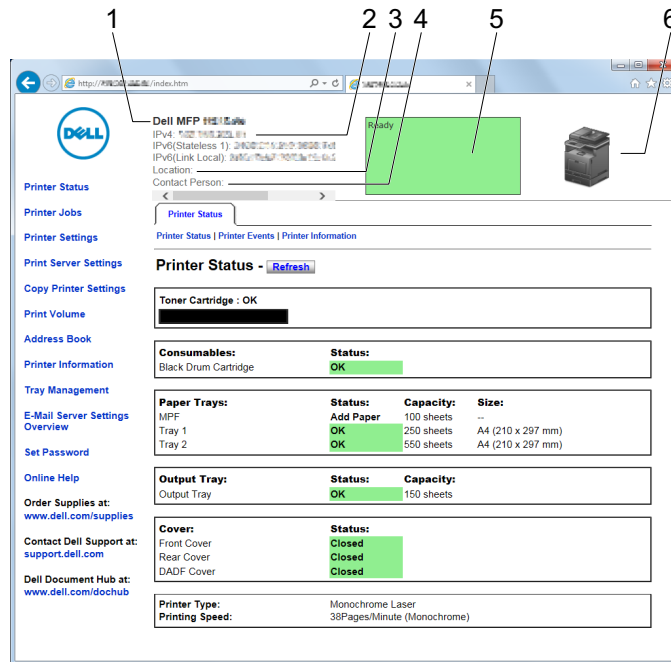 1 2 3 4 5 6
http:// /index.htm
DELL
Dell MFP
IPv4:
IPv6(Stateless 1):
IPv6(Link Local):
Location:
Contact Person:
Ready
Printer Status
Printer Jobs
Printer Settings
Print Server Settings
Copy Printer Settings
Print Volume
Address Book
Printer Information
Tray Management
E-Mail Server Settings
Overview
Set Password
Online Help
Order Supplies at:
www.dell.com/supplies
Contact Dell Support at:
support.dell.com
Dell Document Hub at:
www.dell.com/dochub
Printer Status
Printer Status | Printer Events | Printer Information
Printer Status - Refresh
Toner Cartridge : OK
Consumables: Status:
Black Drum Cartridge OK
Paper Trays: Status: Capacity: Size:
MPF Add Paper 100 sheets --
Tray 1 OK 250 sheets A4 (210 x 297 mm)
Tray 2 OK 550 sheets A4 (210 x 297 mm)
Output Tray: Status: Capacity:
Output Tray OK 150 sheets
Cover: Status:
Front Cover Closed
Rear Cover Closed
DADF Cover Closed
Printer Type: Monochrome Laser
Printing Speed: 38Pages/Minute (Monochrome)